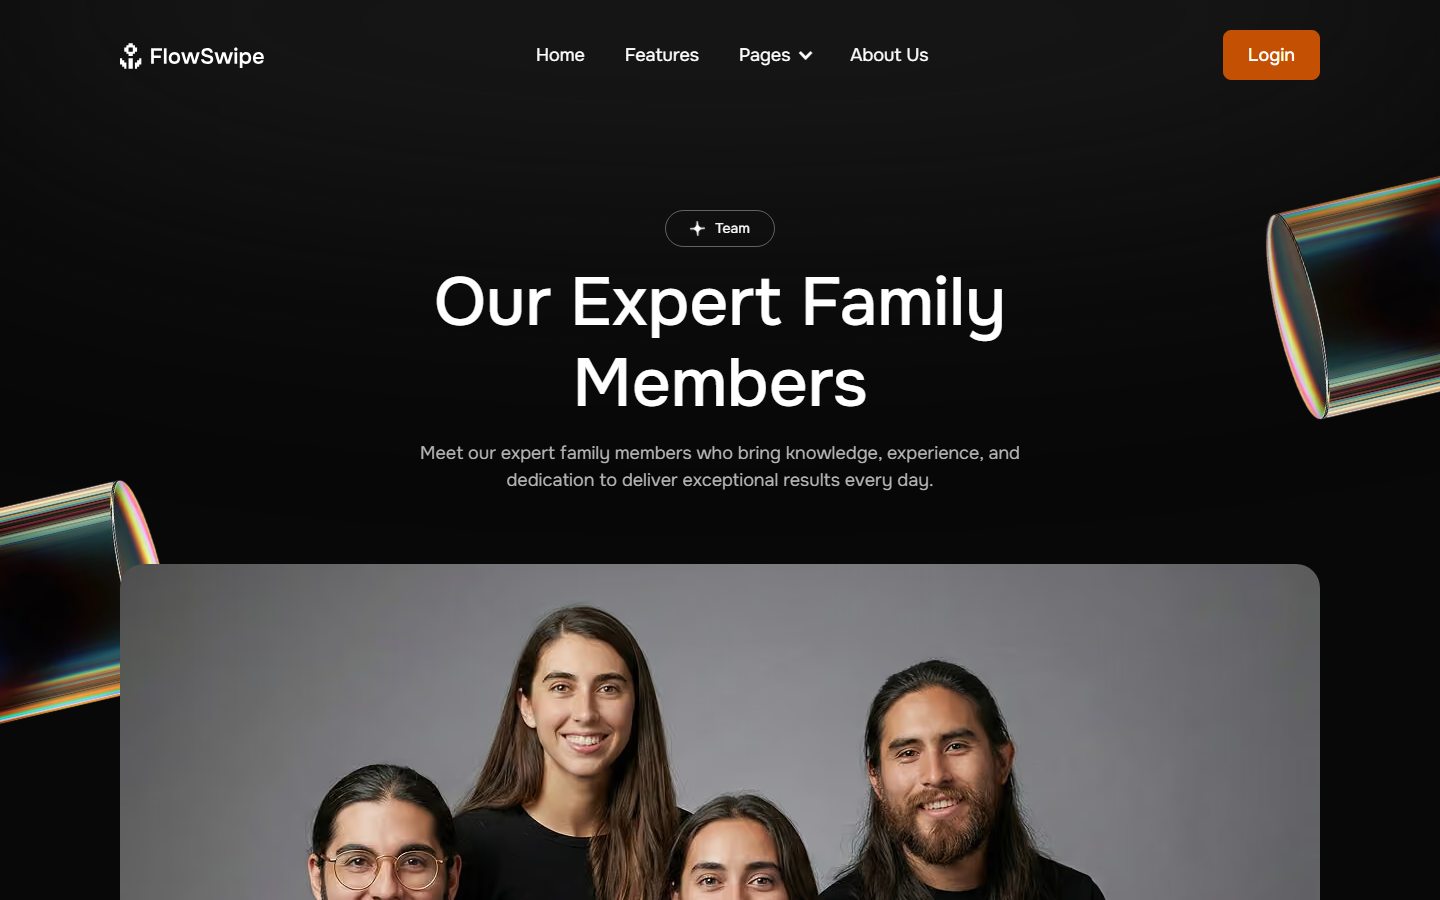 FlowSwipe
Home
Features
Pages
About Us
Login
Team
Our Expert Family
Members
Meet our expert family members who bring knowledge, experience, and
dedication to deliver exceptional results every day.